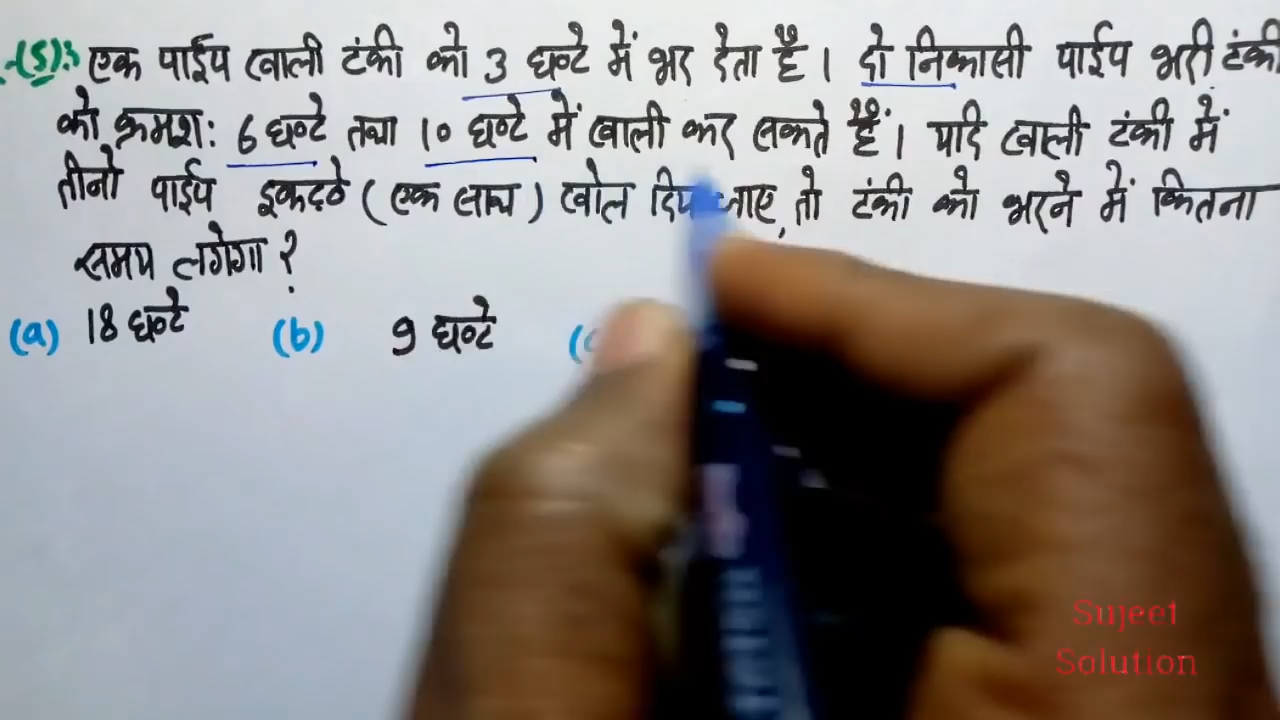 (5): एक पाईप खाली टंकी को 3 घण्टे में भर देता है। दो निकासी पाईप भरी टंकी
को क्रमश: 6 घण्टे तथा 10 घण्टे में खाली कर सकते हैं। यदि खाली टंकी में
तीनो पाईप इकट्ठे (एक साथ) खोल जाए, तो टंकी को भरने में कितना
समय लगेगा?
(a) 18 घण्टे (b) 9 घण्टे
Sujeet
Solution